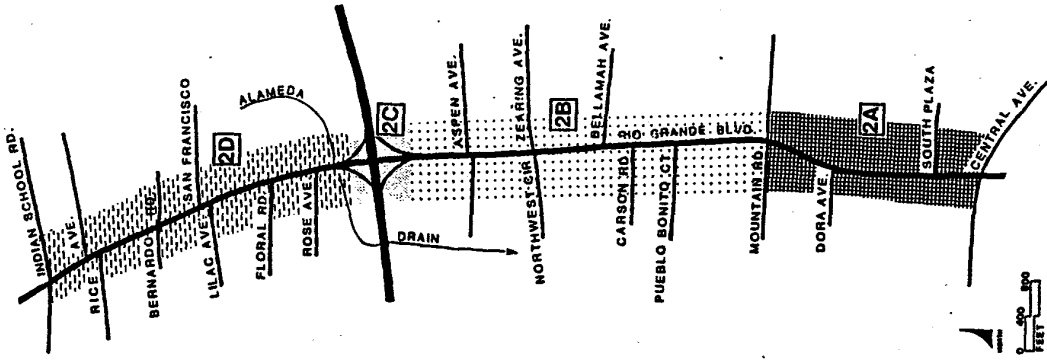 INDIAN SCHOOL RD.
RICE AVE.
BERNARDO RD.
SAN FRANCISCO
LILAC AVE.
2D
FLORAL RD.
ROSE AVE.
ALAMEDA
DRAIN
2C
ASPEN AVE.
ZEARING AVE.
NORTHWEST CIR.
2B
BELLAMAH AVE.
RIO GRANDE BLVD.
CARSON RD.
PUEBLO BONITO CT.
MOUNTAIN RD.
2A
DORA AVE.
SOUTH PLAZA
CENTRAL AVE.
NORTH
0 400 800
FEET